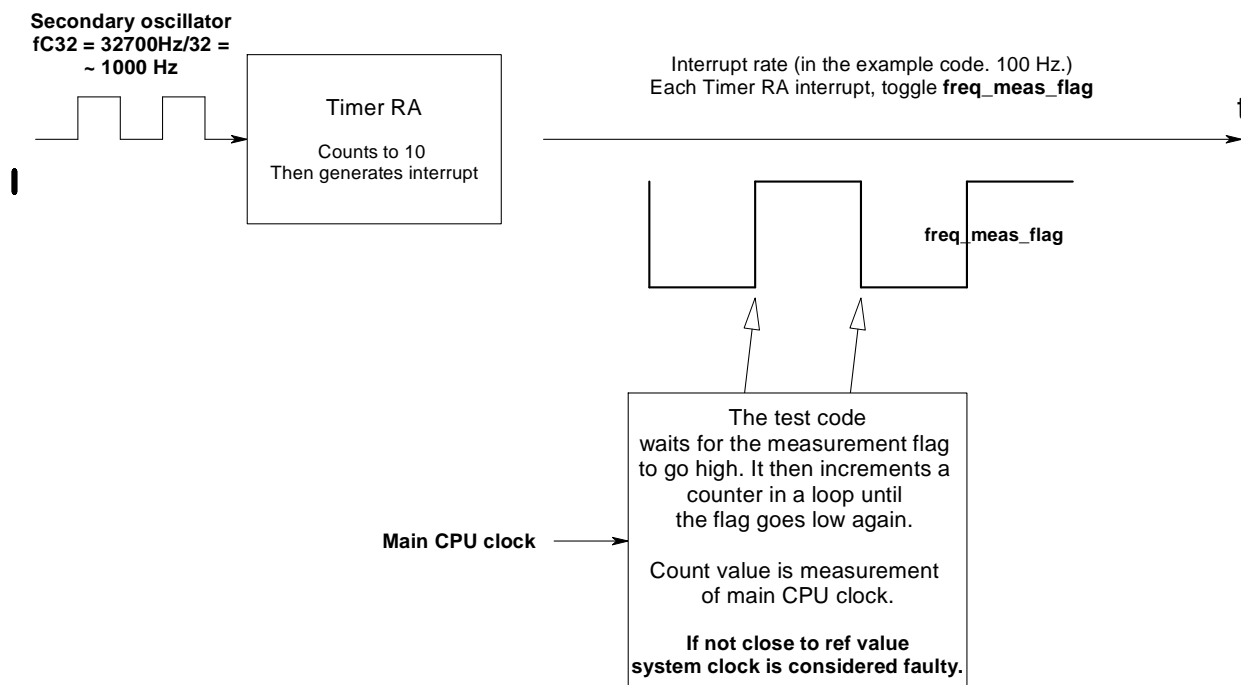 Secondary oscillator
fC32 = 32700Hz/32 =
~ 1000 Hz
Timer RA
Counts to 10
Then generates interrupt
Interrupt rate (in the example code. 100 Hz.)
Each Timer RA interrupt, toggle freq_meas_flag
t
freq_meas_flag
The test code
waits for the measurement flag
to go high. It then increments a
counter in a loop until
the flag goes low again.
Main CPU clock
Count value is measurement
of main CPU clock.
If not close to ref value
system clock is considered faulty.